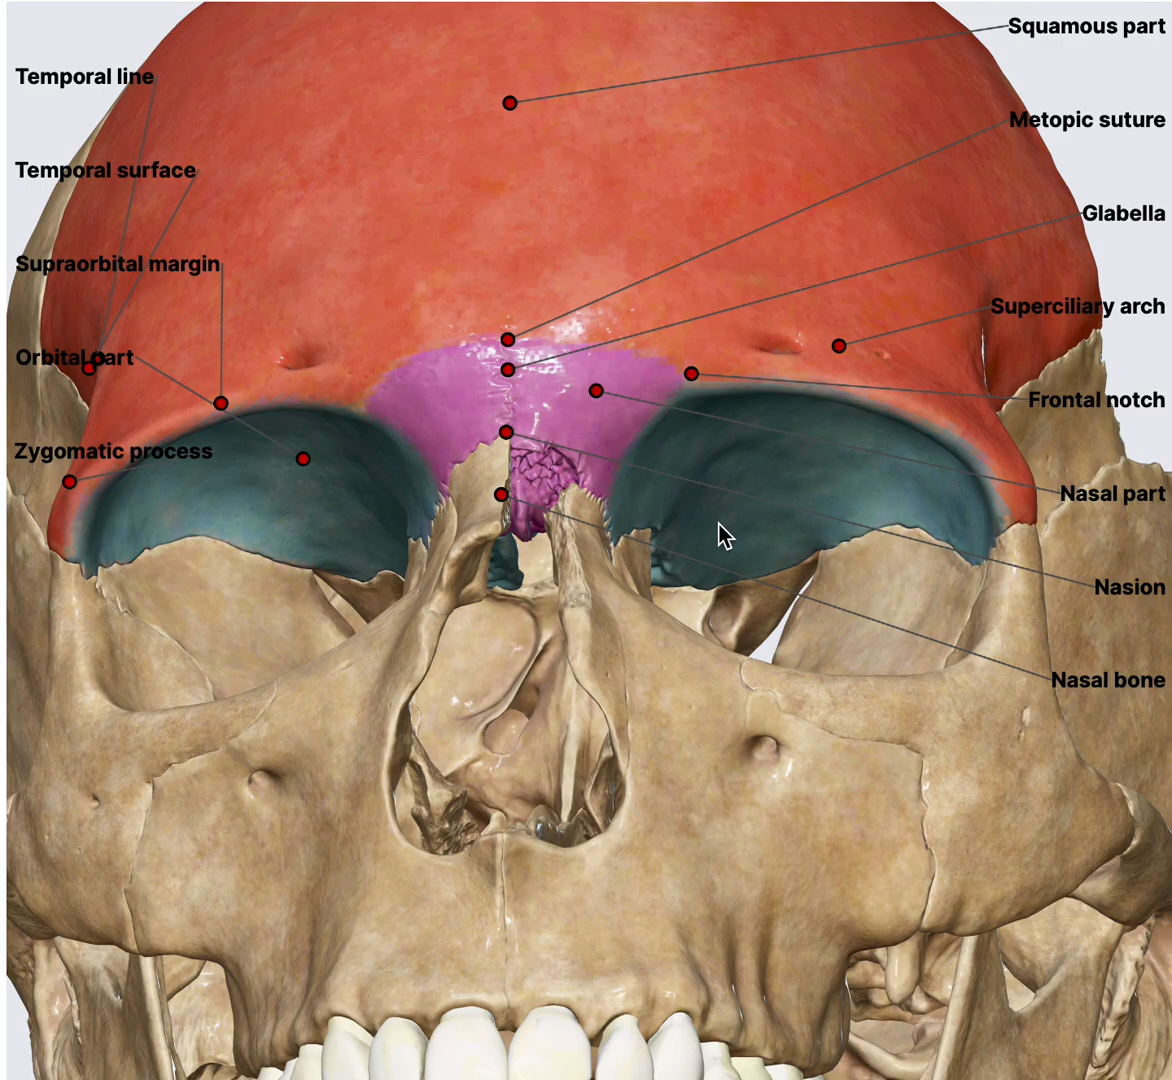 Squamous part
Temporal line
Metopic suture
Temporal surface
Glabella
Supraorbital margin
Superciliary arch
Orbital part
Frontal notch
Zygomatic process
Nasal part
Nasion
Nasal bone